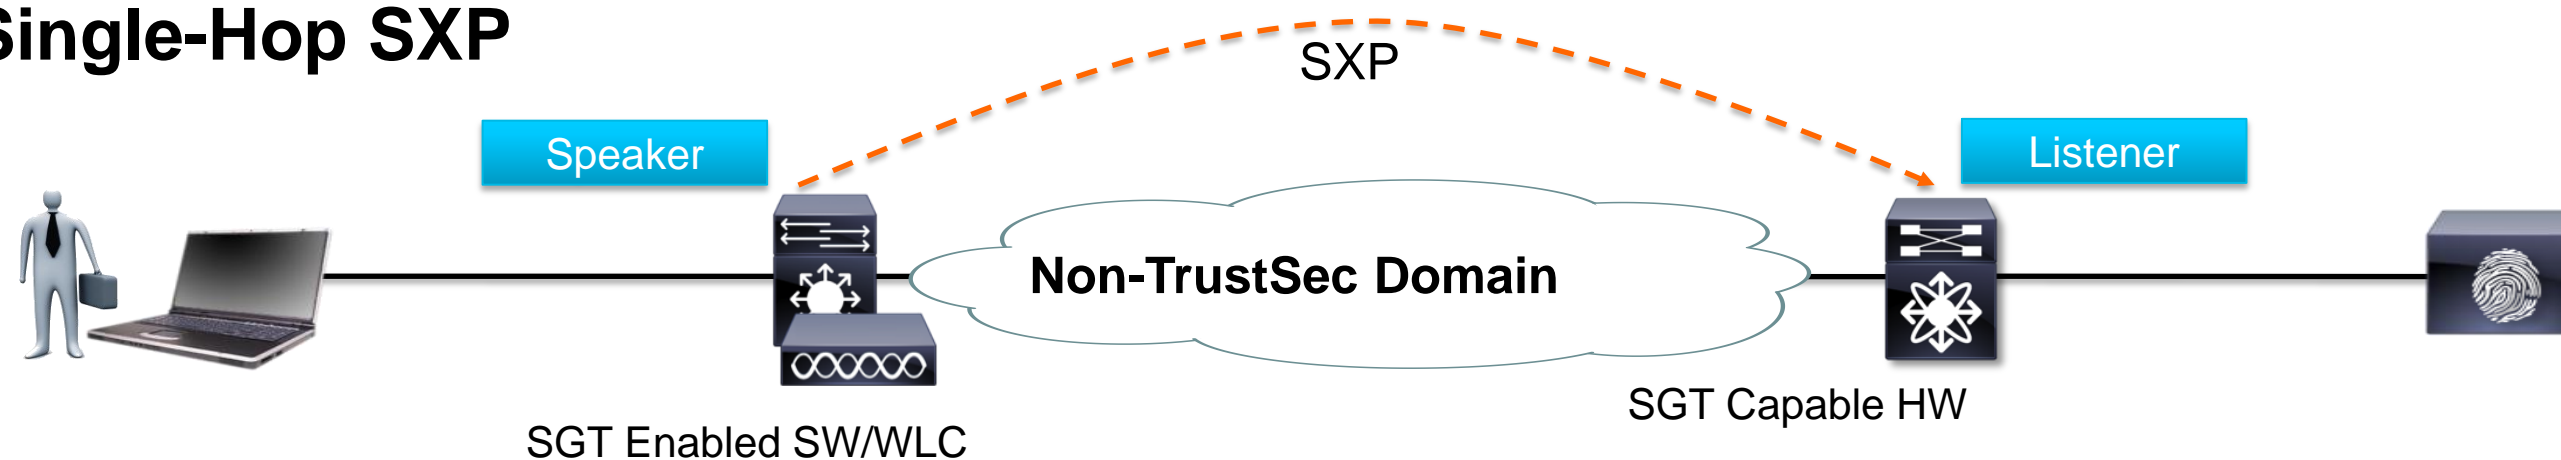 Single-Hop SXP
SXP
Speaker
Listener
Non-TrustSec Domain
SGT Capable HW
SGT Enabled SW/WLC